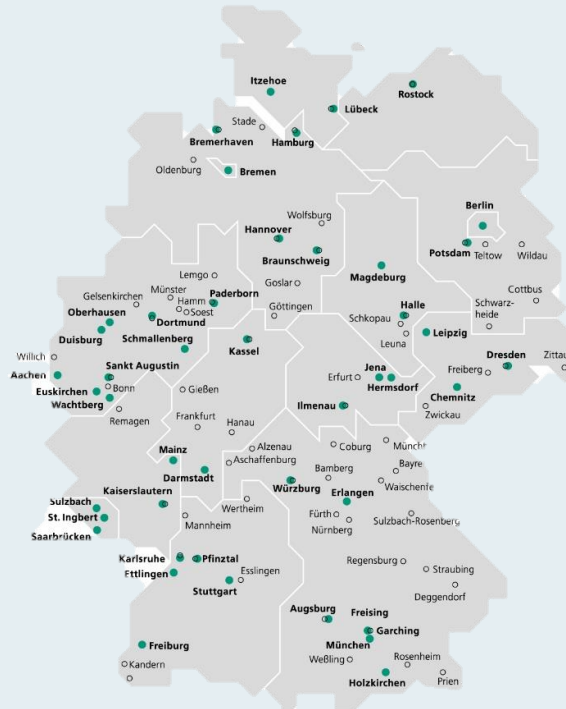 Itzehoe
Rostock
Lübeck
Stade
Bremerhaven
Hamburg
Oldenburg
Bremen
Berlin
Wolfsburg
Hannover
Potsdam
Teltow
Wildau
Braunschweig
Magdeburg
Lemgo
Goslar
Cottbus
Münster
Paderborn
Gelsenkirchen
Hamm
Soest
Göttingen
Halle
Schwarz-
heide
Oberhausen
Dortmund
Schkopau
Leipzig
Duisburg
Schmallenberg
Kassel
Leuna
Willich
Dresden
Zittau
Aachen
Sankt Augustin
Erfurt
Jena
Hermsdorf
Freiberg
Euskirchen
Bonn
Gießen
Chemnitz
Wachtberg
Ilmenau
Remagen
Zwickau
Frankfurt
Hanau
Alzenau
Coburg
Mainz
Aschaffenburg
Darmstadt
Bamberg
Kaiserslautern
Würzburg
Erlangen
Sulzbach
Wertheim
St. Ingbert
Mannheim
Fürth
Nürnberg
Sulzbach-Rosenberg
Saarbrücken
Karlsruhe
Pfinztal
Regensburg
Straubing
Ettlingen
Esslingen
Stuttgart
Deggendorf
Augsburg
Freising
Garching
Freiburg
München
Weßling
Rosenheim
Kandern
Holzkirchen
Prien